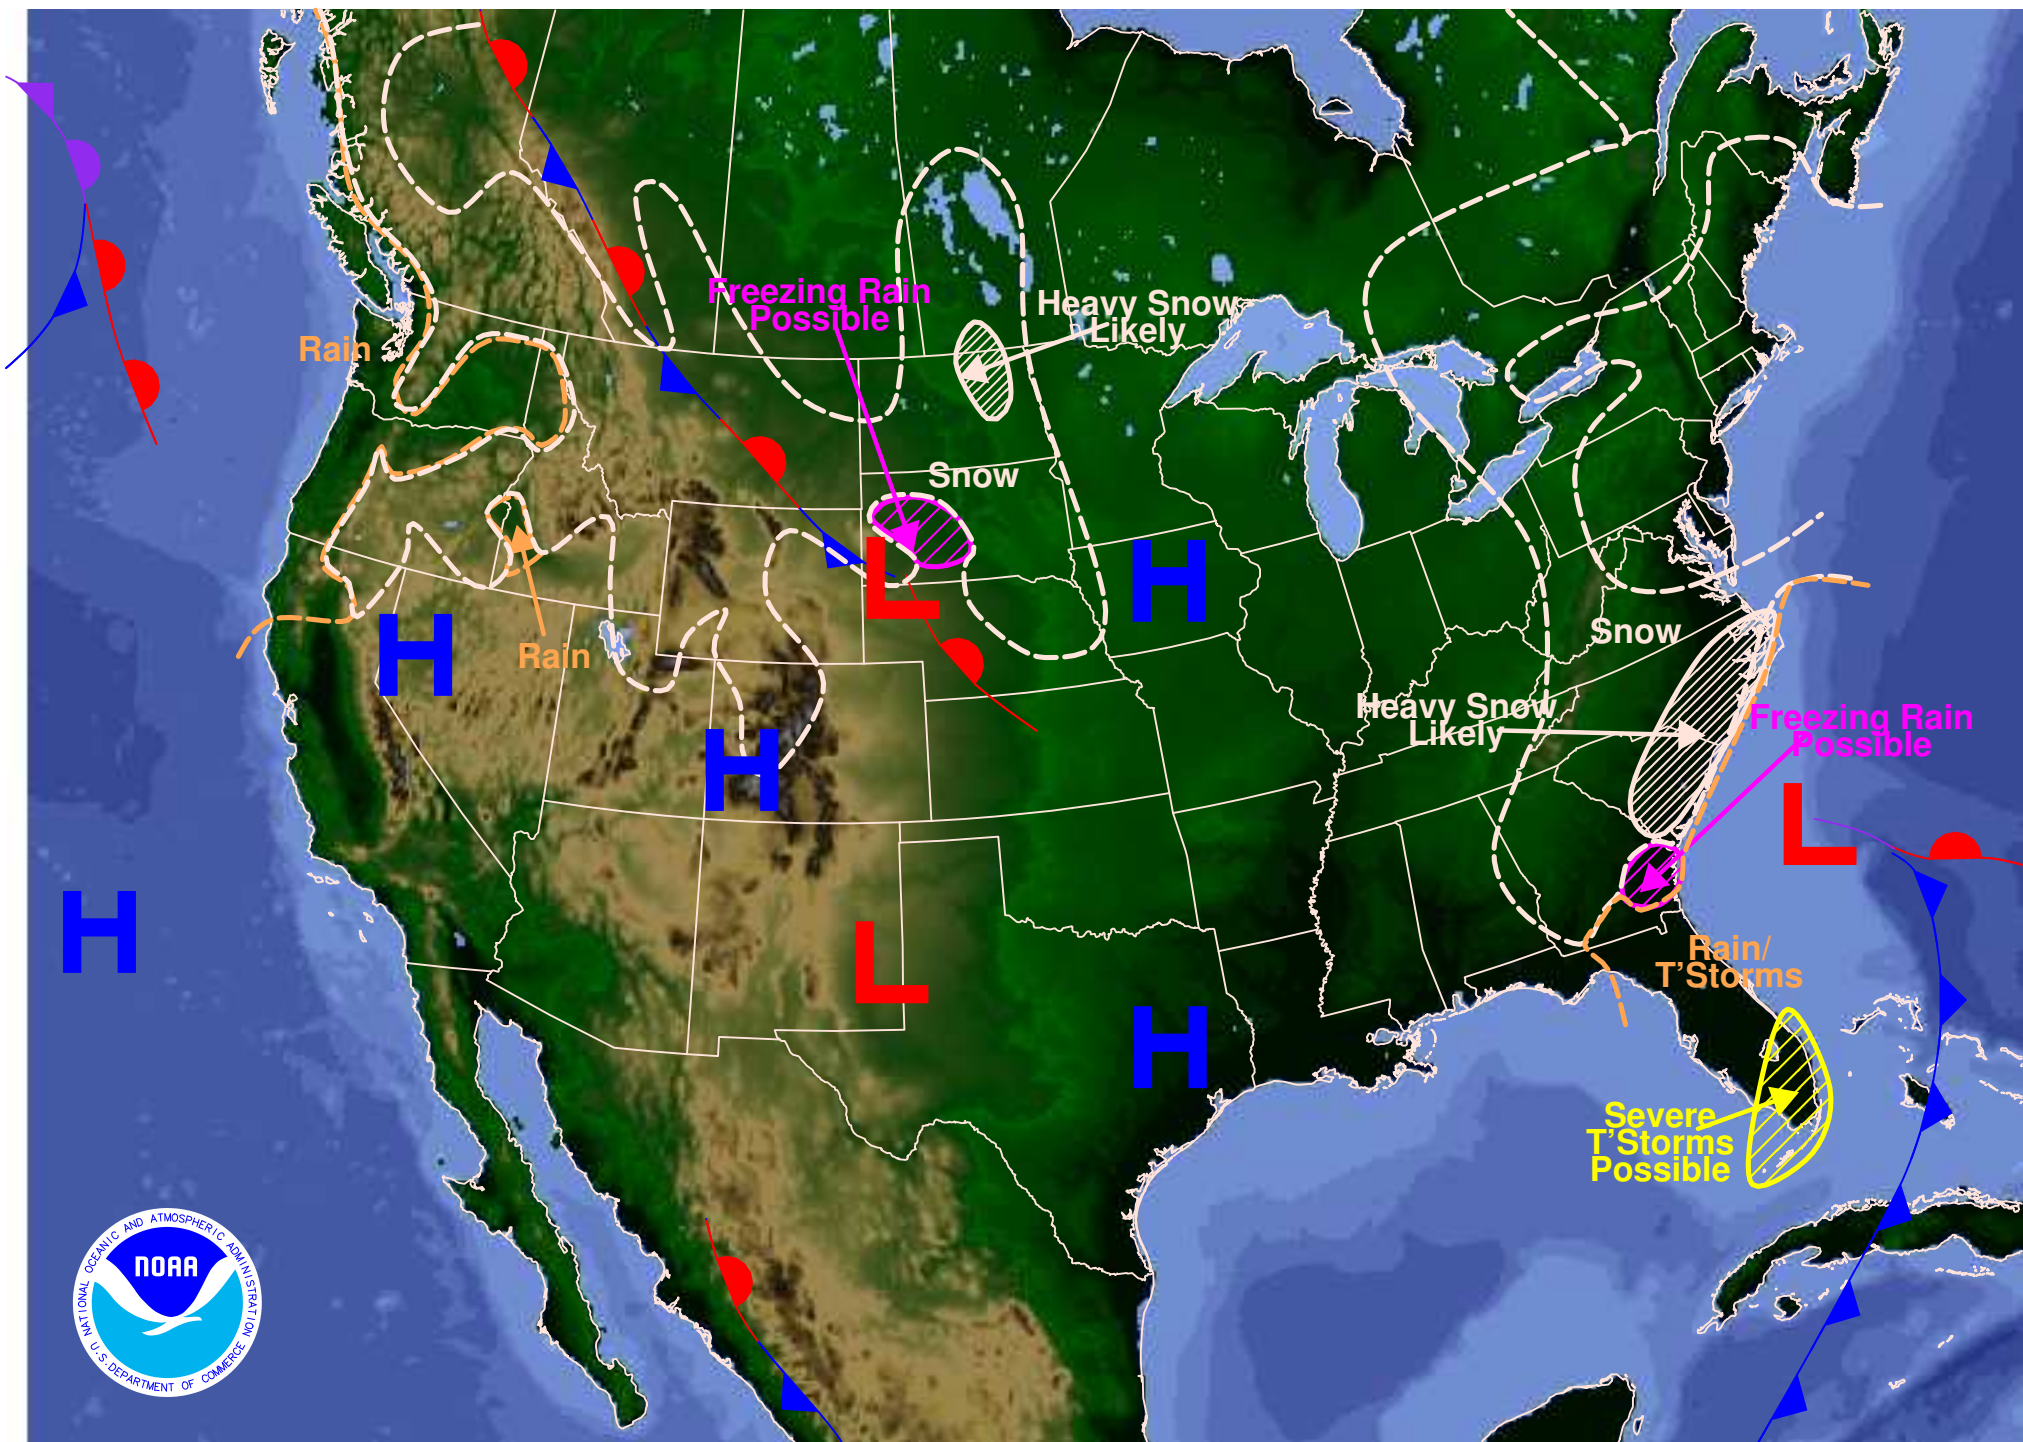 Freezing Rain
Possible
Heavy Snow
Likely
Rain
Snow
L
H
H
Rain
Snow
Heavy Snow
Likely
Freezing Rain
Possible
H
L
H
L
Rain/
T'Storms
H
Severe
T'Storms
Possible
NATIONAL OCEANIC AND ATMOSPHERIC ADMINISTRATION
NOAA
U.S. DEPARTMENT OF COMMERCE